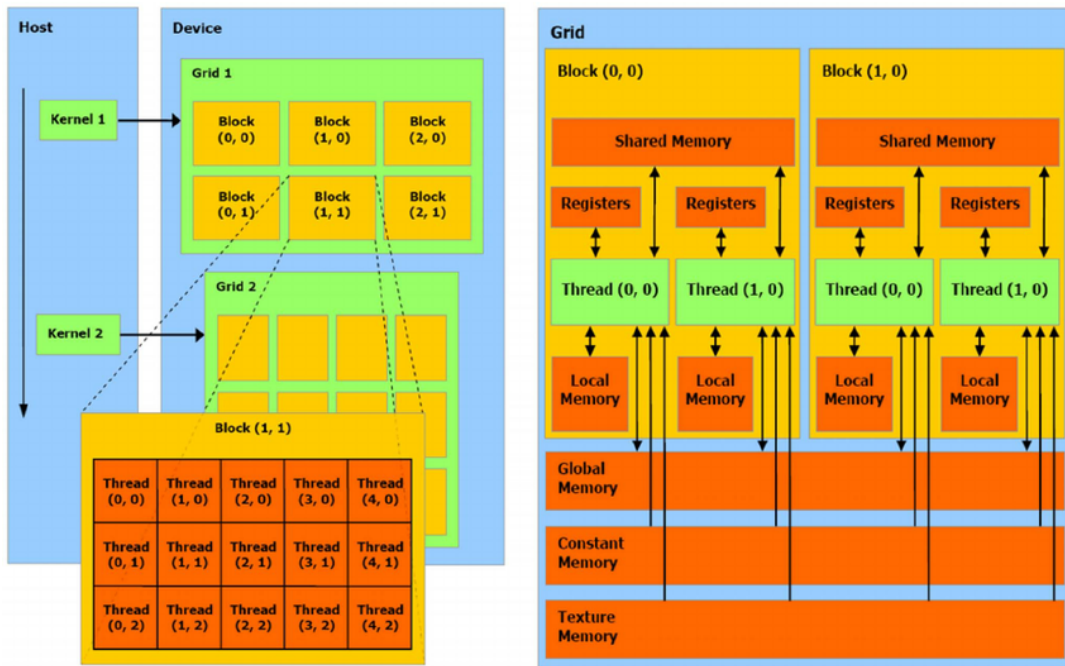 Host
Device
Grid 1
Kernel 1
Block
(0, 0)
Block
(1, 0)
Block
(2, 0)
Block
(0, 1)
Block
(1, 1)
Block
(2, 1)
Grid 2
Kernel 2
Block (1, 1)
Thread
(0, 0)
Thread
(1, 0)
Thread
(2, 0)
Thread
(3, 0)
Thread
(4, 0)
Thread
(0, 1)
Thread
(1, 1)
Thread
(2, 1)
Thread
(3, 1)
Thread
(4, 1)
Thread
(0, 2)
Thread
(1, 2)
Thread
(2, 2)
Thread
(3, 2)
Thread
(4, 2)
Grid
Block (0, 0)
Shared Memory
Registers
Registers
Thread (0, 0)
Thread (1, 0)
Local
Memory
Local
Memory
Block (1, 0)
Shared Memory
Registers
Registers
Thread (0, 0)
Thread (1, 0)
Local
Memory
Local
Memory
Global
Memory
Constant
Memory
Texture
Memory